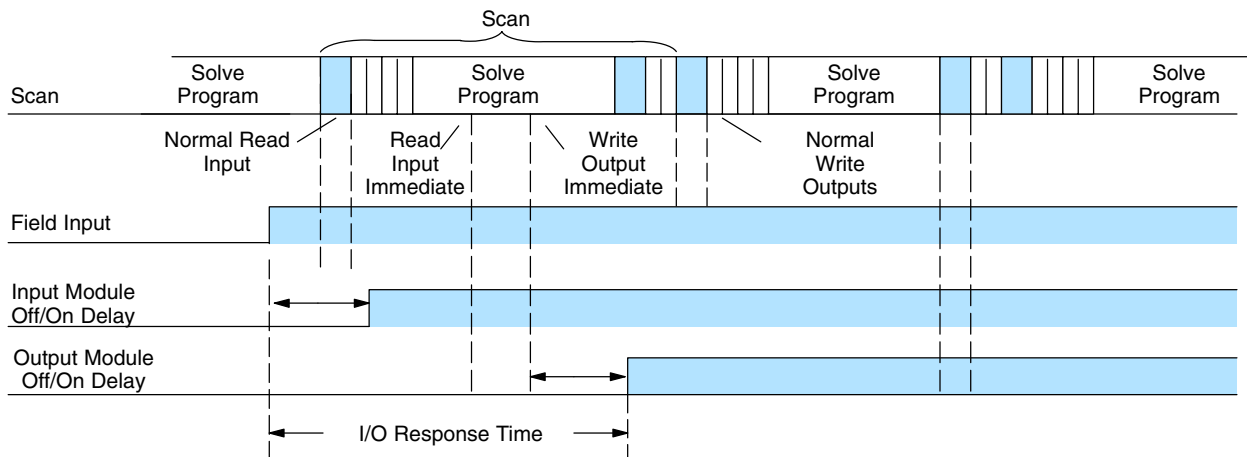 Scan
Scan
Solve
Program
Solve
Program
Solve
Program
Solve
Program
Normal Read
Input
Read
Input
Immediate
Write
Output
Immediate
Normal
Write
Outputs
Field Input
Input Module
Off/On Delay
Output Module
Off/On Delay
I/O Response Time